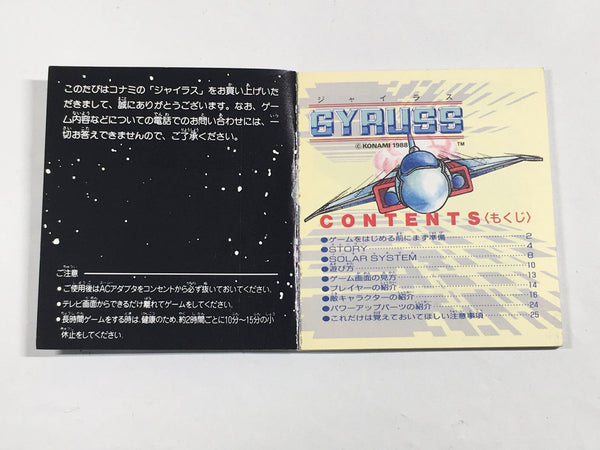 このたびはコナミの「ジャイラス」をお買い上げいた
だきまして、誠にありがとうございます。なお、ゲー
ム内容などについての電話でのお問い合わせには、一
切お答えできませんので、ご了承ください。
ご注意
●ご使用後はACアダプタをコンセントから必ず抜いておいてください。
●テレビ画面からできるだけ離れてゲームをしてください。
●長時間ゲームをする時は、健康のため、約2時間ごとに10分〜15分の小
休止をしてください。
ジャイラス
GYRUSS
©KONAMI 1988 ™
CONTENTS〈もくじ〉
●ゲームをはじめる前にまず準備 2
●STORY 4
●SOLAR SYSTEM 8
●遊び方 10
●ゲーム画面の見方 13
●プレイヤーの紹介 14
●敵キャラクターの紹介 16
●パワーアップパーツの紹介 24
●これだけは覚えておいてほしい注意事項 25